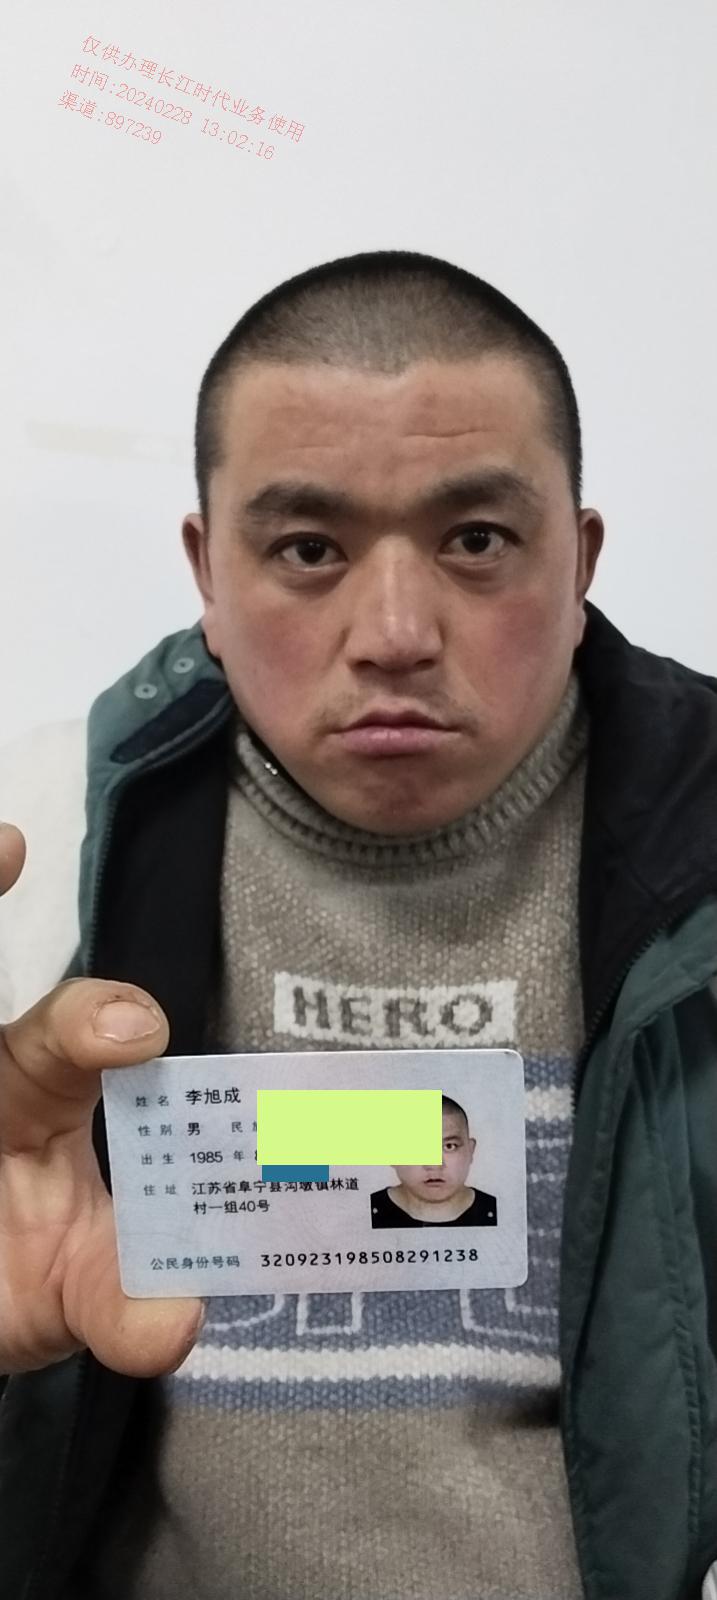 仅供办理长江时代业务使用
时间:20240228 13:02:16
渠道:897239
HERO
姓名 李旭成
性别 男 民
出生 1985 年
住址 江苏省阜宁县沟墩镇林道
村一组40号
公民身份号码 320923198508291238